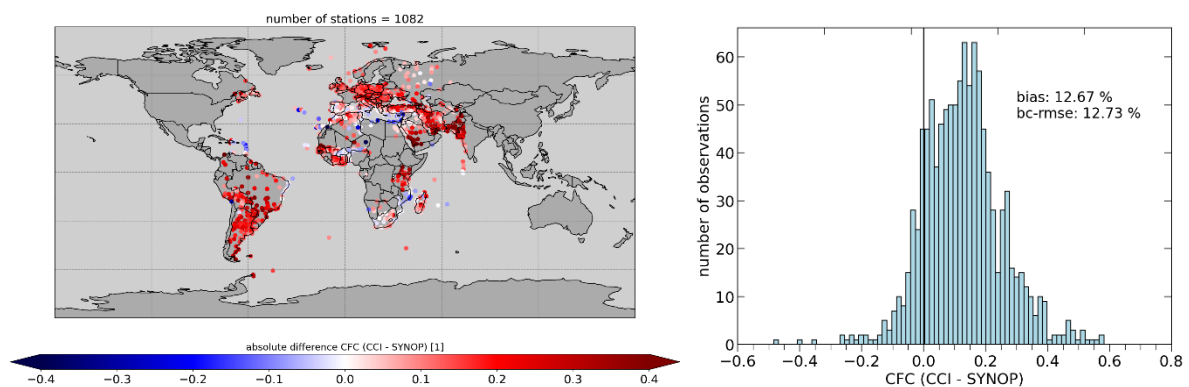 number of stations = 1082
absolute difference CFC (CCI - SYNOP) [1]
−0.4 −0.3 −0.2 −0.1 0.0 0.1 0.2 0.3 0.4
number of observations
60
50
40
30
20
10
0
bias: 12.67 %
bc-rmse: 12.73 %
−0.6 −0.4 −0.2 0.0 0.2 0.4 0.6 0.8
CFC (CCI - SYNOP)